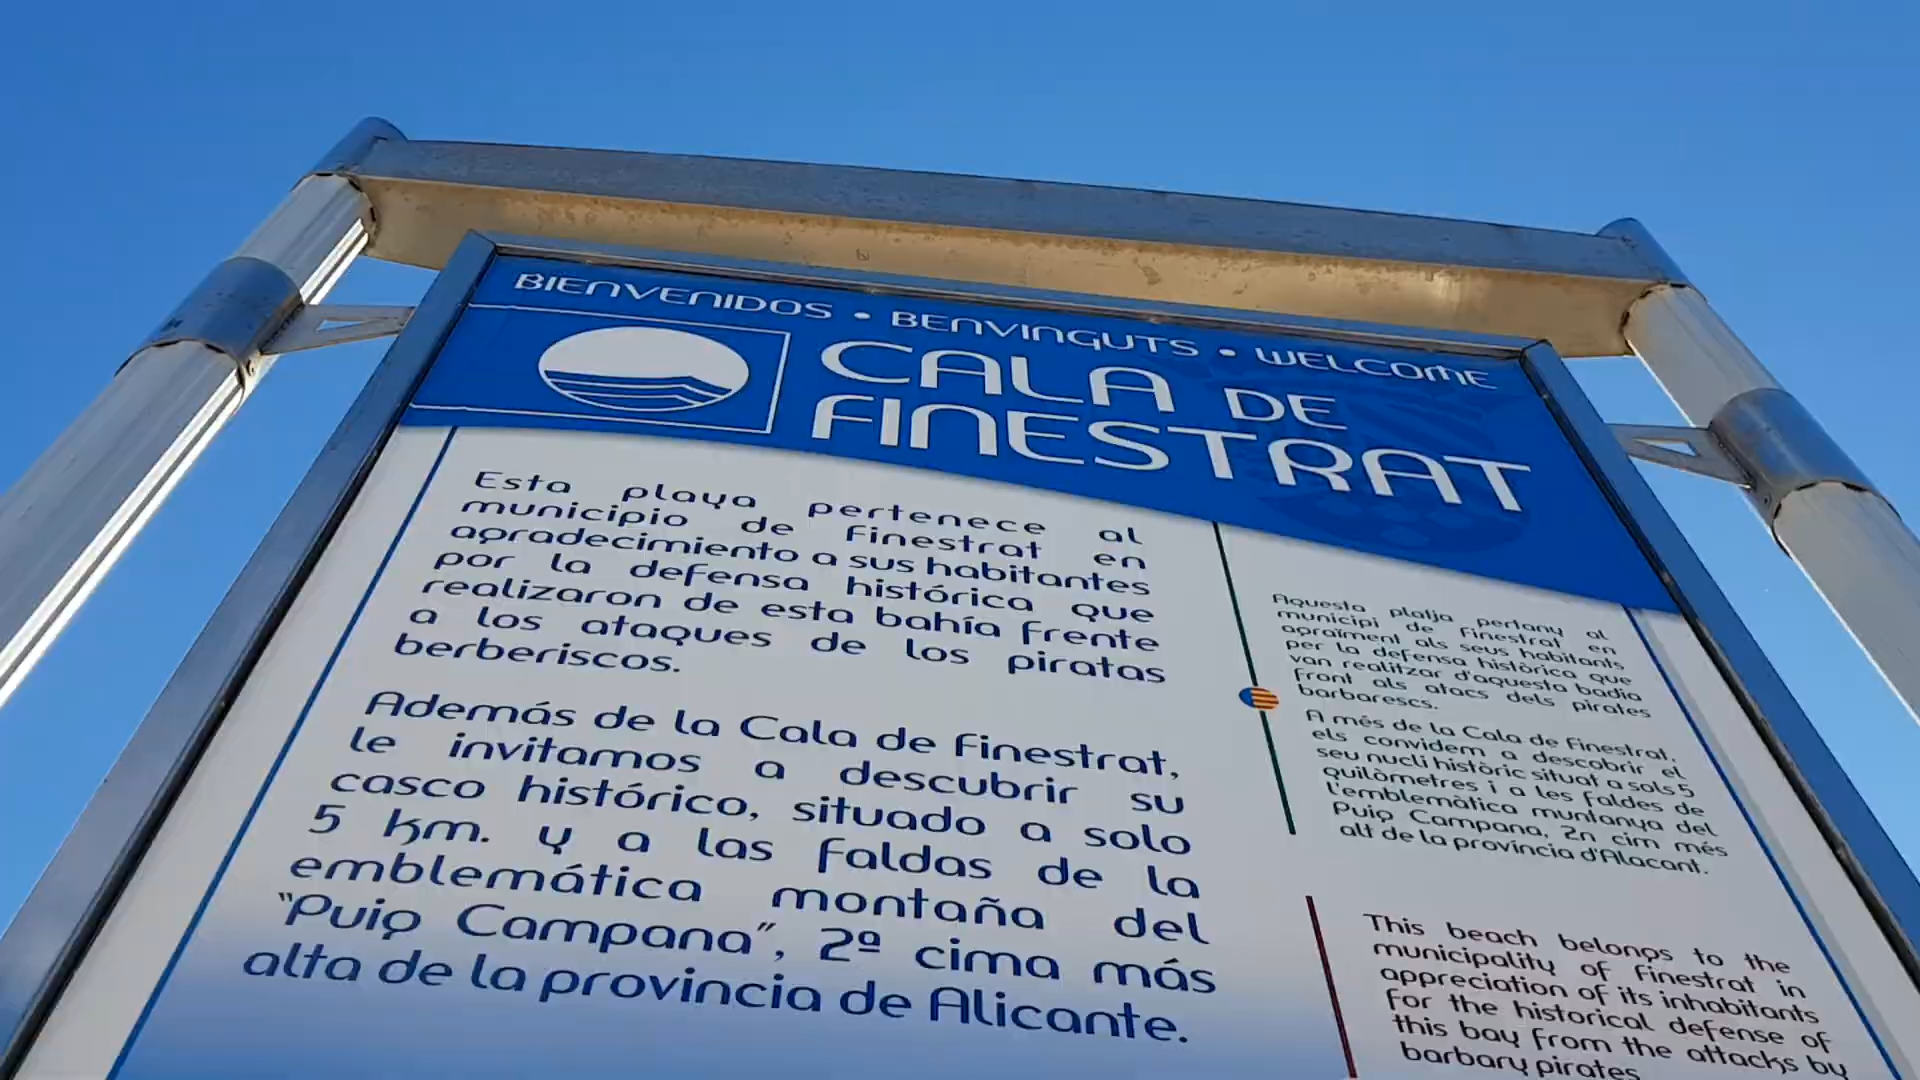 BIENVENIDOS • BENVINGUTS • WELCOME
CALA DE
FINESTRAT
Esta playa pertenece al
municipio de Finestrat en
agradecimiento a sus habitantes
por la defensa histórica que
realizaron de esta bahía frente
a los ataques de los piratas
berberiscos.
Además de la Cala de Finestrat,
le invitamos a descubrir su
casco histórico, situado a solo
5 km. y a las faldas de la
emblemática montaña del
"Puig Campana", 2ª cima más
alta de la provincia de Alicante.
Aquesta platja pertany al
municipi de Finestrat en
agraïment als seus habitants
per la defensa històrica que
van realitzar d'aquesta badia
front als atacs dels pirates
barbarescs.
A més de la Cala de Finestrat,
els convidem a descobrir el
seu nucli històric situat a sols 5
quilòmetres i a les faldes de
l'emblemàtica muntanya del
Puig Campana, 2n cim més
alt de la província d'Alacant.
This beach belongs to the
municipality of Finestrat in
appreciation of its inhabitants
for the historical defense of
this bay from the attacks by
barbary pirates